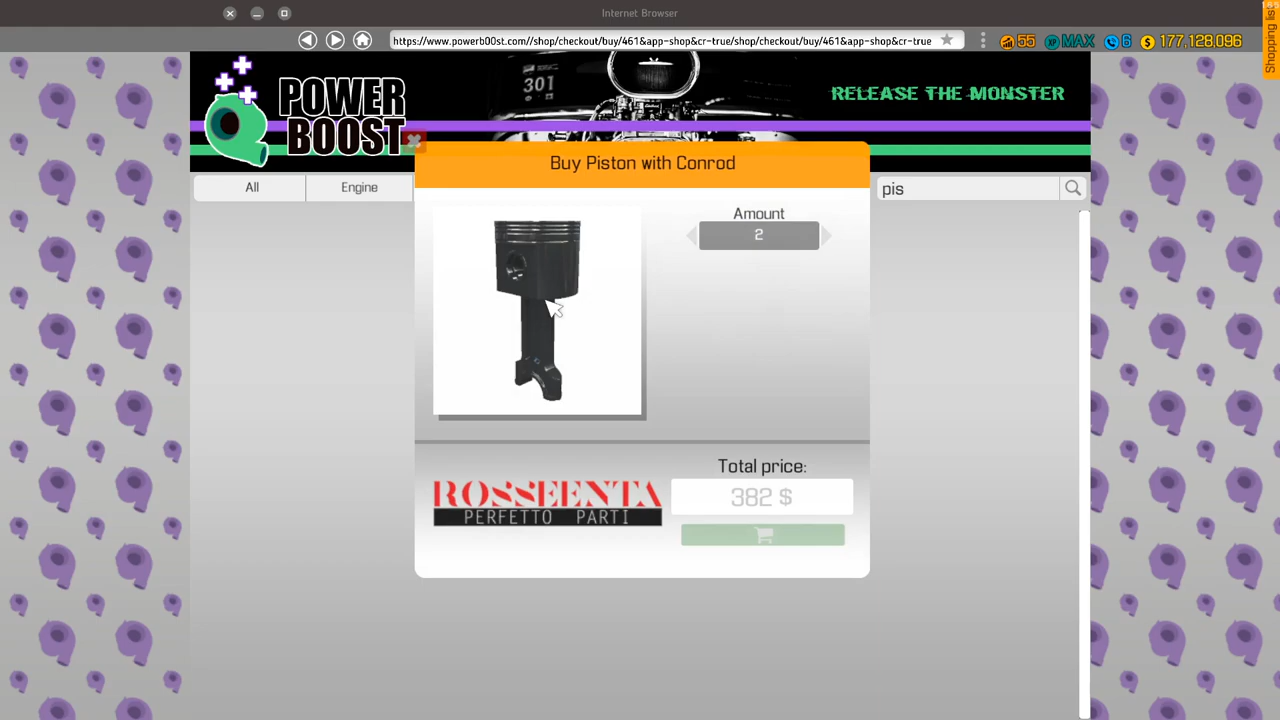 Internet Browser
https://www.powerb00st.com//shop/checkout/buy/461&app-shop&cr-true/shop/checkout/buy/461&app-shop&cr-true
55
XP MAX
6
$ 177,128,096
Shopping list
POWER BOOST
301
RELEASE THE MONSTER
Buy Piston with Conrod
All
Engine
pis
Amount
2
ROSSEENTA
PERFETTO PARTI
Total price:
382 $